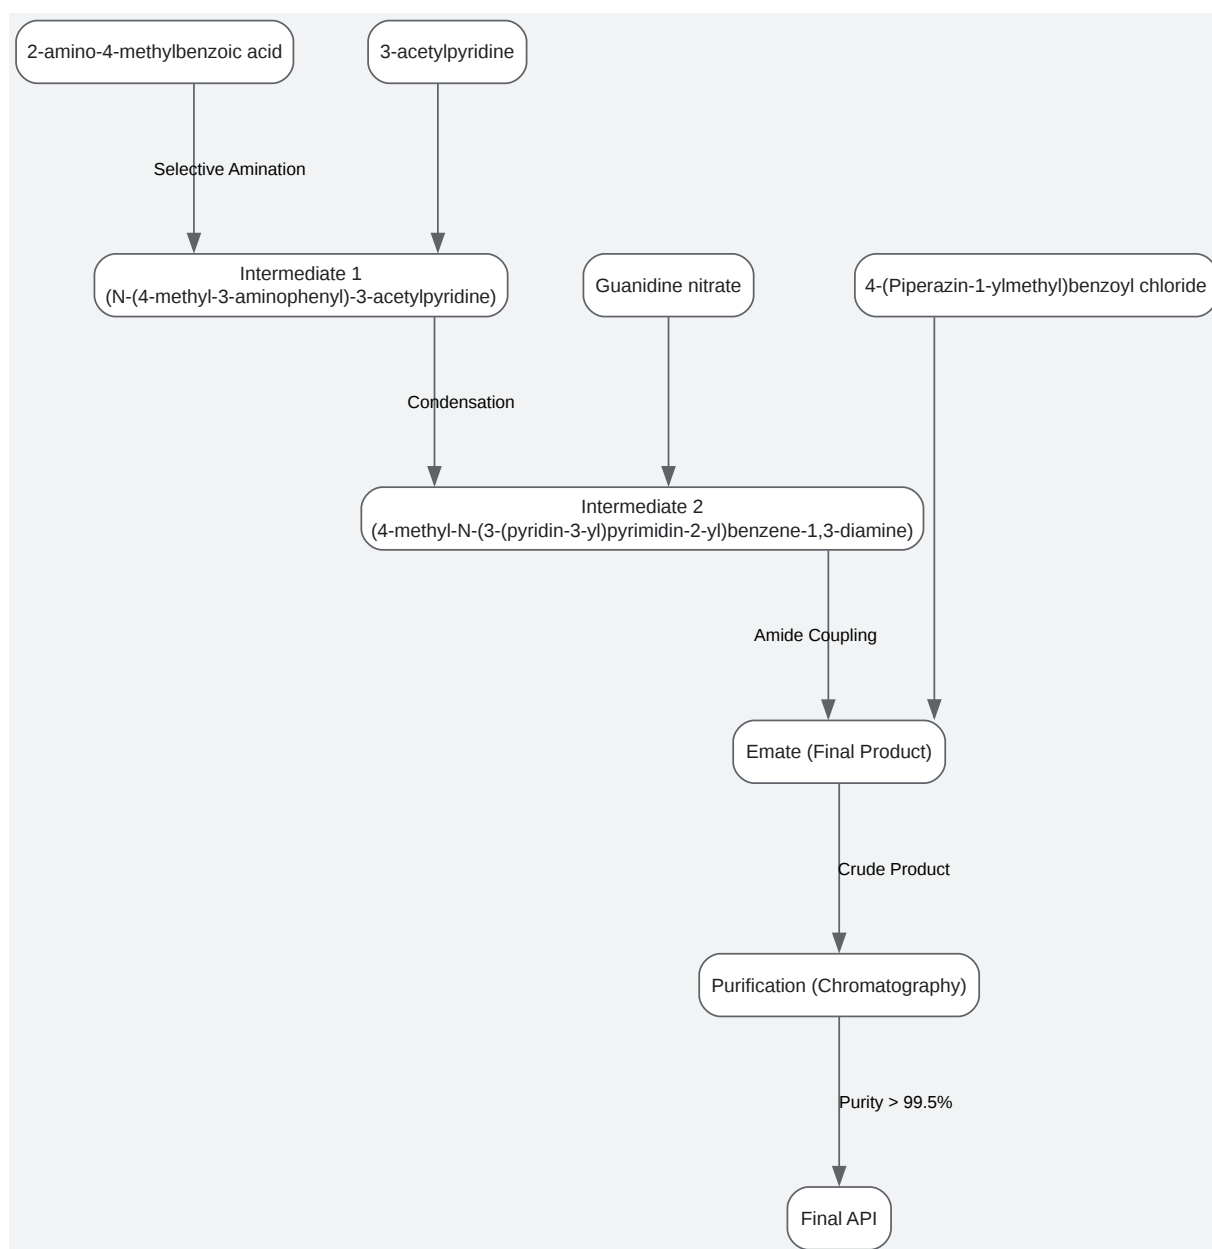 2-amino-4-methylbenzoic acid
3-acetylpyridine
Selective Amination
Intermediate 1
(N-(4-methyl-3-aminophenyl)-3-acetylpyridine)
Guanidine nitrate
4-(Piperazin-1-ylmethyl)benzoyl chloride
Condensation
Intermediate 2
(4-methyl-N-(3-(pyridin-3-yl)pyrimidin-2-yl)benzene-1,3-diamine)
Amide Coupling
Emate (Final Product)
Crude Product
Purification (Chromatography)
Purity > 99.5%
Final API